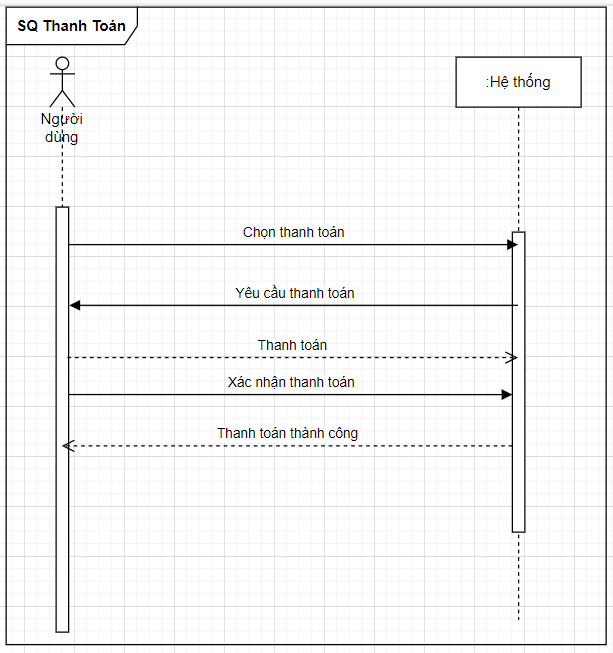 SQ Thanh Toán
:Hệ thống
Người
dùng
Chọn thanh toán
Yêu cầu thanh toán
Thanh toán
Xác nhận thanh toán
Thanh toán thành công